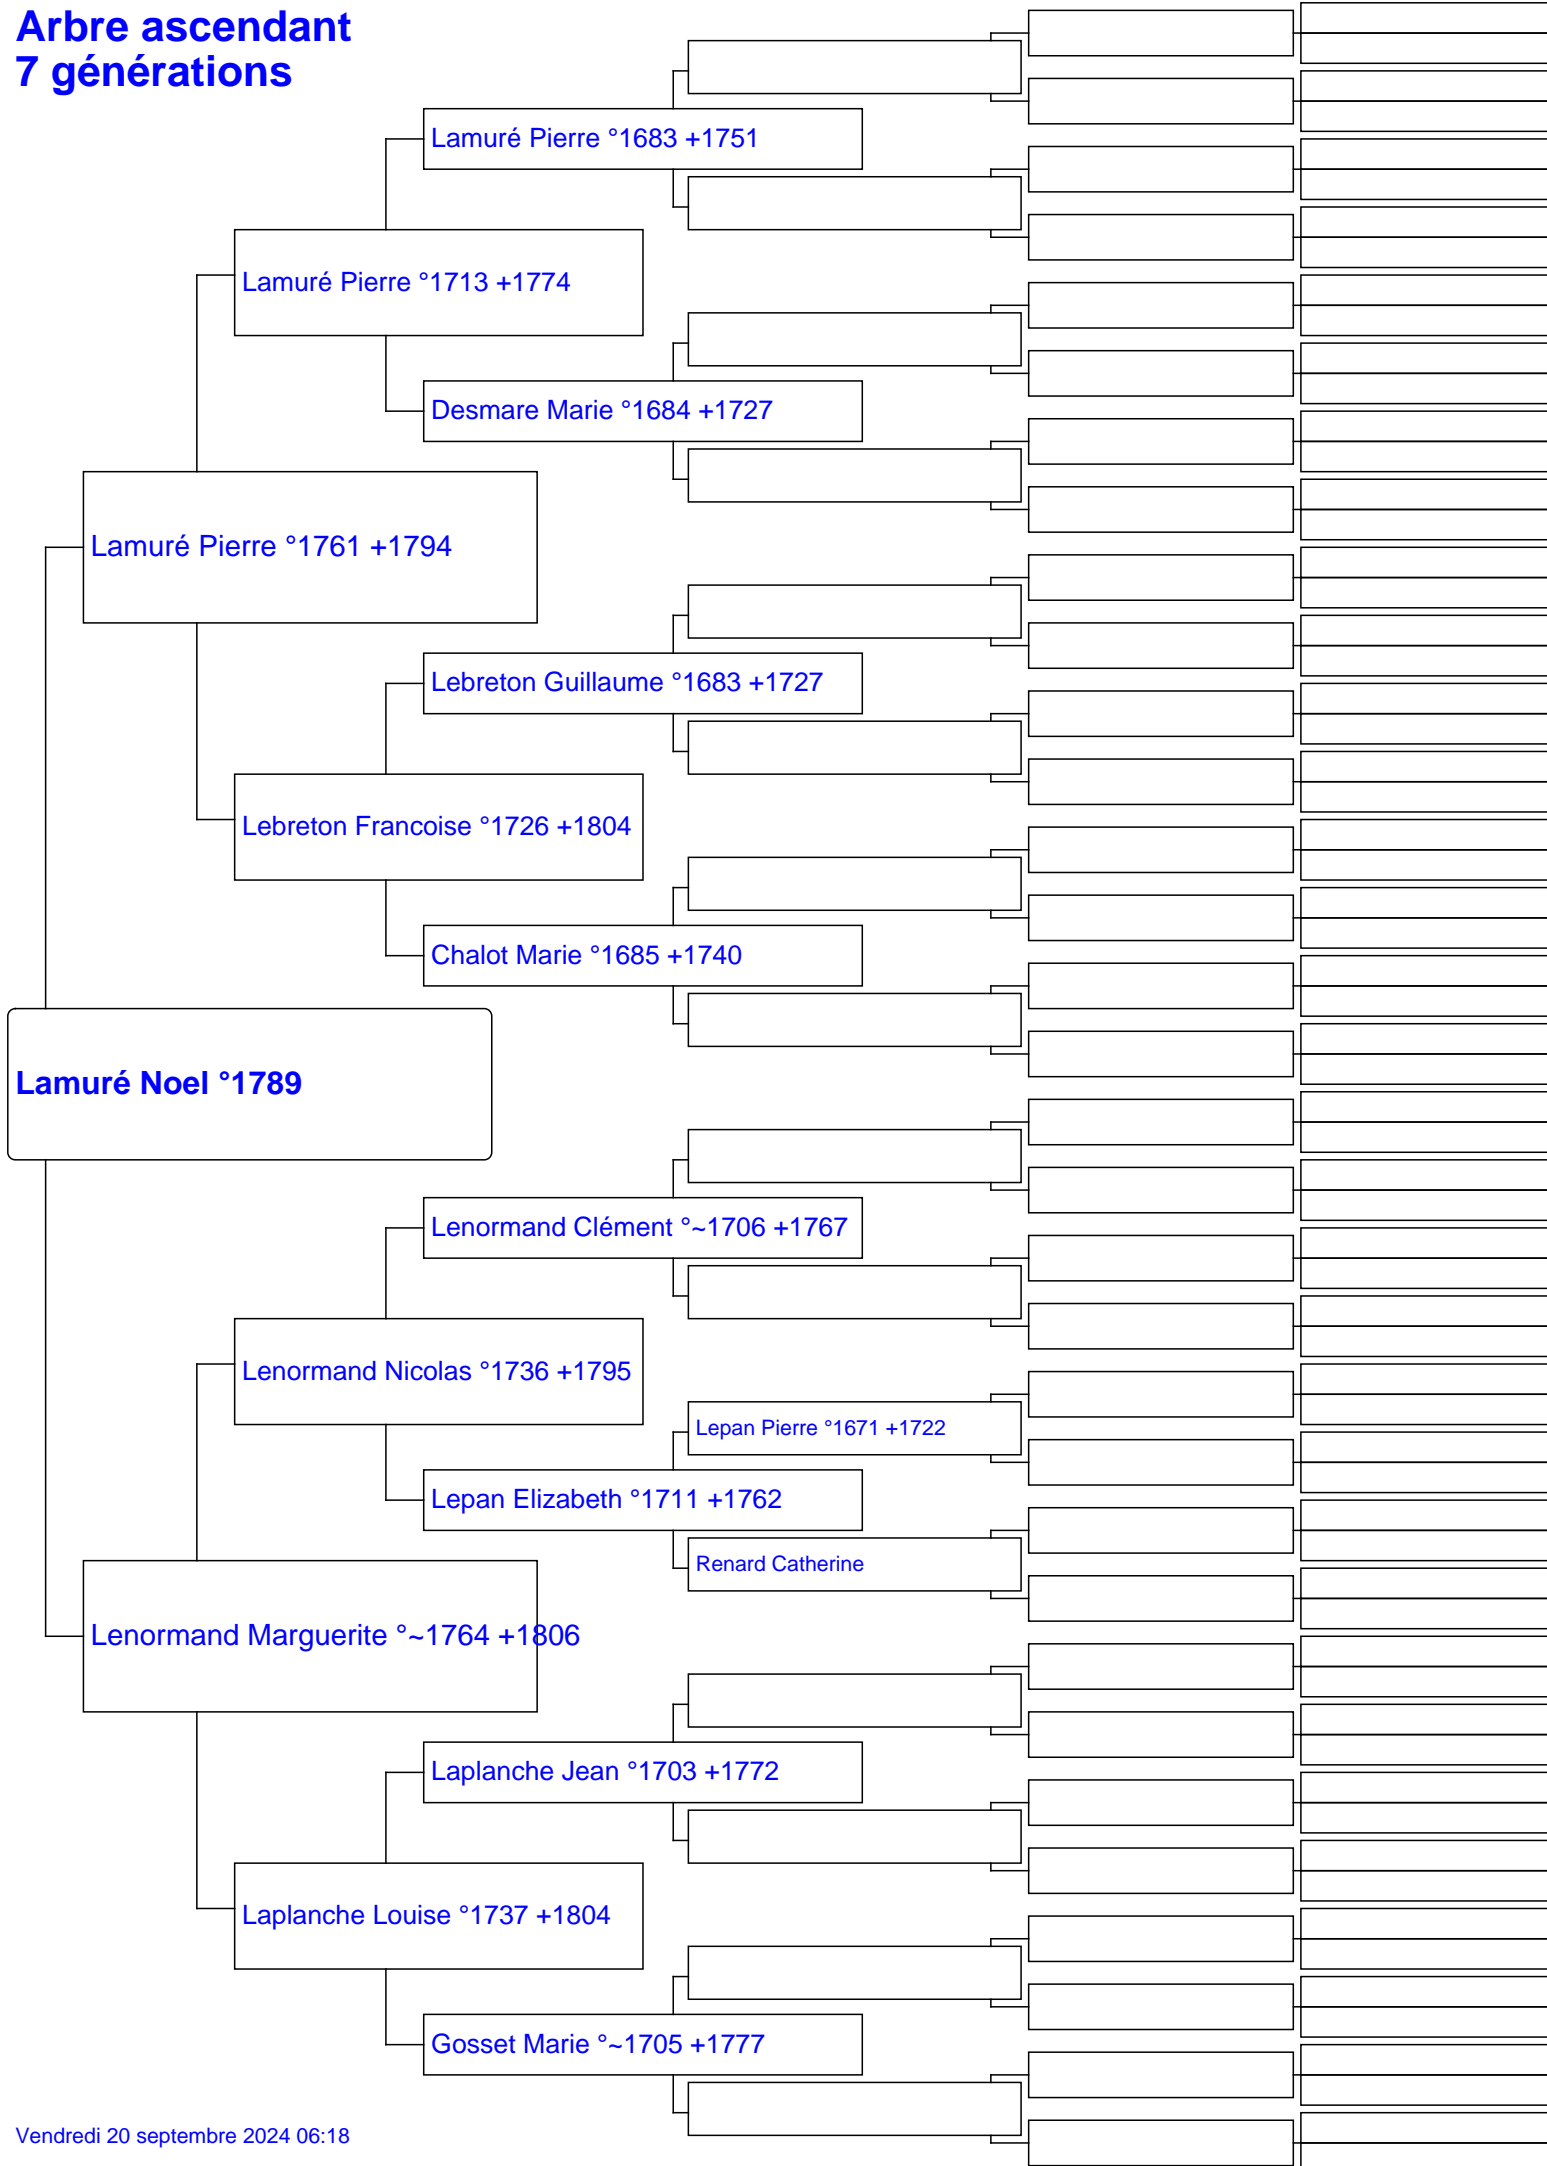 Arbre ascendant
7 générations
Lamuré Pierre °1683 +1751
Lamuré Pierre °1713 +1774
Desmare Marie °1684 +1727
Lamuré Pierre °1761 +1794
Lebreton Guillaume °1683 +1727
Lebreton Francoise °1726 +1804
Chalot Marie °1685 +1740
Lamuré Noel °1789
Lenormand Clément °~1706 +1767
Lenormand Nicolas °1736 +1795
Lepan Pierre °1671 +1722
Lepan Elizabeth °1711 +1762
Renard Catherine
Lenormand Marguerite °~1764 +1806
Laplanche Jean °1703 +1772
Laplanche Louise °1737 +1804
Gosset Marie °~1705 +1777
Vendredi 20 septembre 2024 06:18